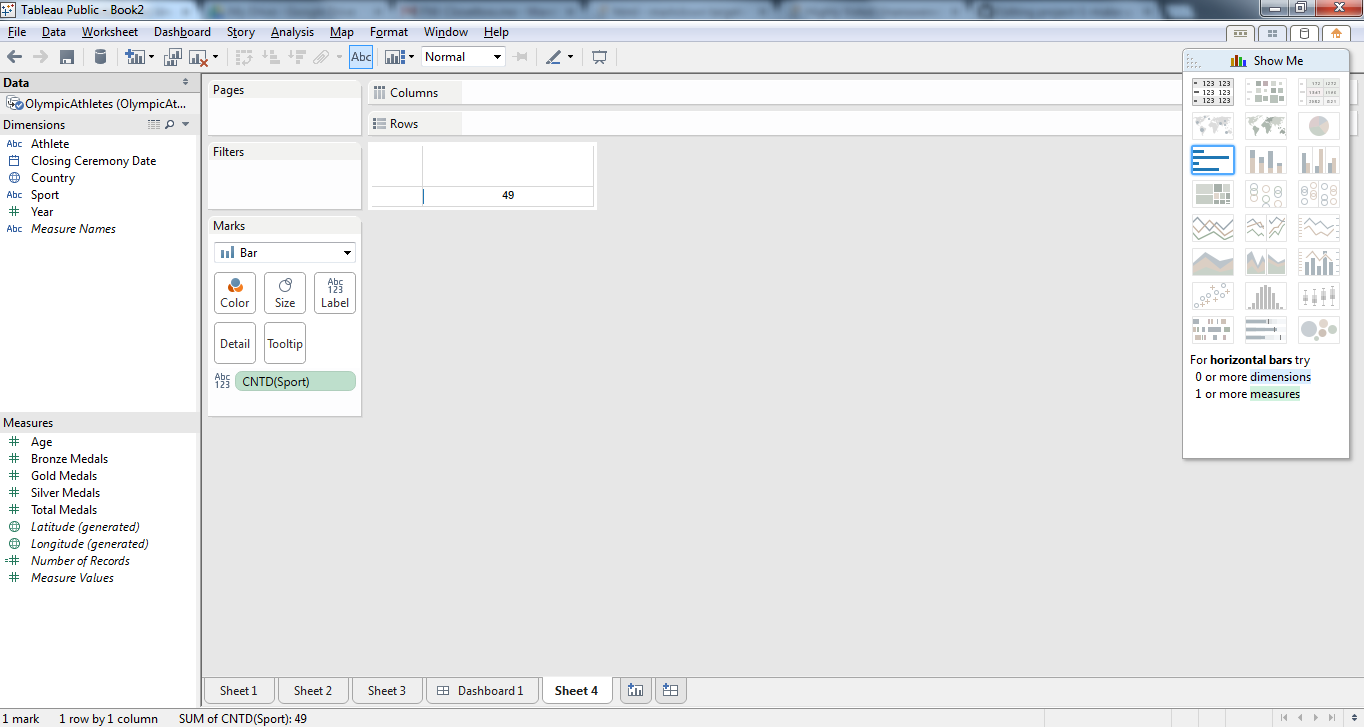 Tableau Public - Book2
File Data Worksheet Dashboard Story Analysis Map Format Window Help
Abc Normal
Show Me
Data
OlympicAthletes (OlympicAt...
Dimensions
Abc Athlete
Closing Ceremony Date
Country
Abc Sport
Year
Abc Measure Names
Measures
Age
Bronze Medals
Gold Medals
Silver Medals
Total Medals
Latitude (generated)
Longitude (generated)
Number of Records
Measure Values
Pages
Filters
Marks
Bar
Color Size Abc 123 Label
Detail Tooltip
Abc 123 CNTD(Sport)
Columns
Rows
49
123 123
123 123
123 123
For horizontal bars try
0 or more dimensions
1 or more measures
Sheet 1 Sheet 2 Sheet 3 Dashboard 1 Sheet 4
1 mark 1 row by 1 column SUM of CNTD(Sport): 49